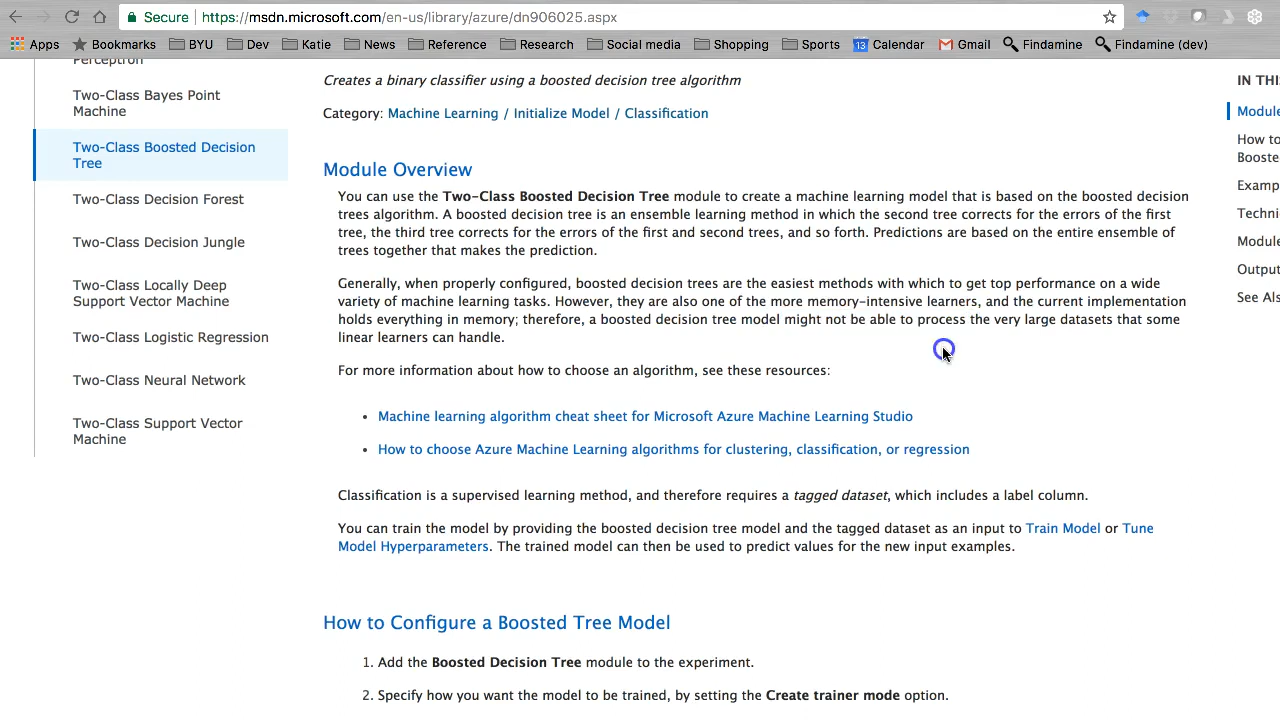 Secure | https://msdn.microsoft.com/en-us/library/azure/dn906025.aspx
Apps Bookmarks BYU Dev Katie News Reference Research Social media Shopping Sports 13 Calendar Gmail Findamine Findamine (dev)
Perceptron
Two-Class Bayes Point
Machine
Two-Class Boosted Decision
Tree
Two-Class Decision Forest
Two-Class Decision Jungle
Two-Class Locally Deep
Support Vector Machine
Two-Class Logistic Regression
Two-Class Neural Network
Two-Class Support Vector
Machine
Creates a binary classifier using a boosted decision tree algorithm
Category: Machine Learning / Initialize Model / Classification
Module Overview
You can use the Two-Class Boosted Decision Tree module to create a machine learning model that is based on the boosted decision
trees algorithm. A boosted decision tree is an ensemble learning method in which the second tree corrects for the errors of the first
tree, the third tree corrects for the errors of the first and second trees, and so forth. Predictions are based on the entire ensemble of
trees together that makes the prediction.
Generally, when properly configured, boosted decision trees are the easiest methods with which to get top performance on a wide
variety of machine learning tasks. However, they are also one of the more memory-intensive learners, and the current implementation
holds everything in memory; therefore, a boosted decision tree model might not be able to process the very large datasets that some
linear learners can handle.
For more information about how to choose an algorithm, see these resources:
• Machine learning algorithm cheat sheet for Microsoft Azure Machine Learning Studio
• How to choose Azure Machine Learning algorithms for clustering, classification, or regression
Classification is a supervised learning method, and therefore requires a tagged dataset, which includes a label column.
You can train the model by providing the boosted decision tree model and the tagged dataset as an input to Train Model or Tune
Model Hyperparameters. The trained model can then be used to predict values for the new input examples.
How to Configure a Boosted Tree Model
1. Add the Boosted Decision Tree module to the experiment.
2. Specify how you want the model to be trained, by setting the Create trainer mode option.
IN THI
Module
How to
Booste
Examp
Techni
Module
Output
See Als